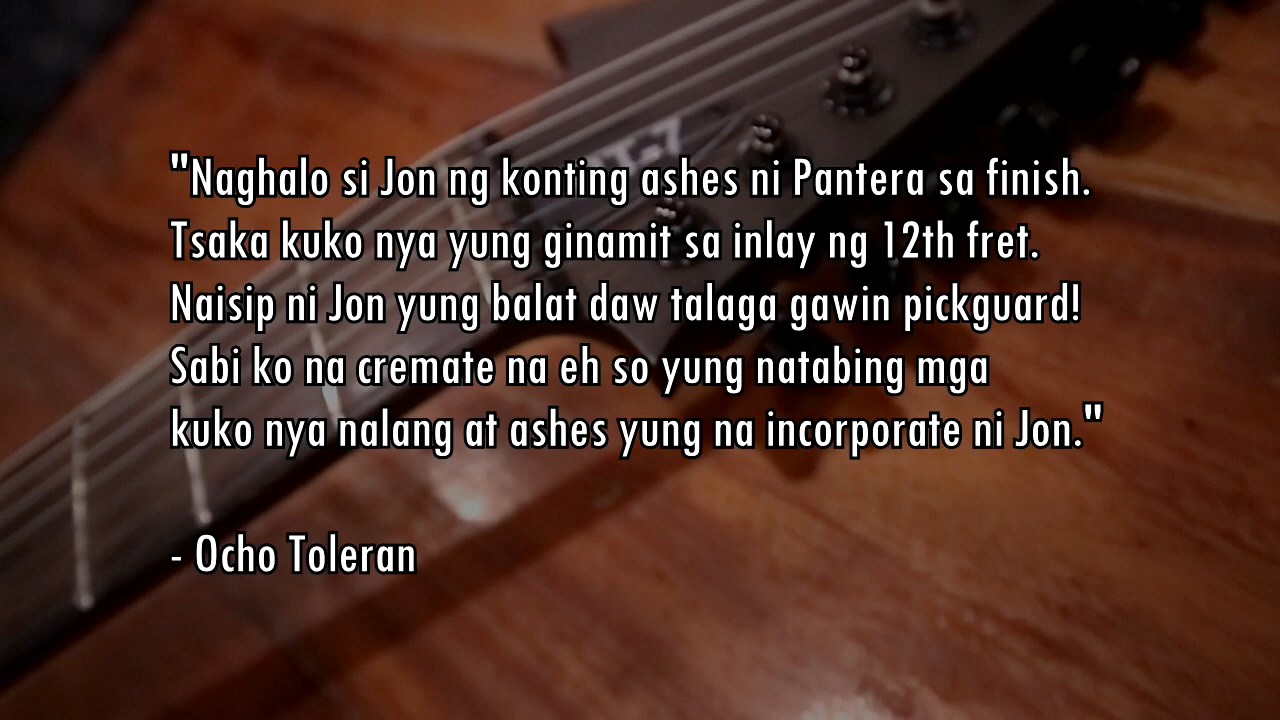 "Naghalo si Jon ng konting ashes ni Pantera sa finish.
Tsaka kuko nya yung ginamit sa inlay ng 12th fret.
Naisip ni Jon yung balat daw talaga gawin pickguard!
Sabi ko na cremate na eh so yung natabing mga
kuko nya nalang at ashes yung na incorporate ni Jon."
- Ocho Toleran